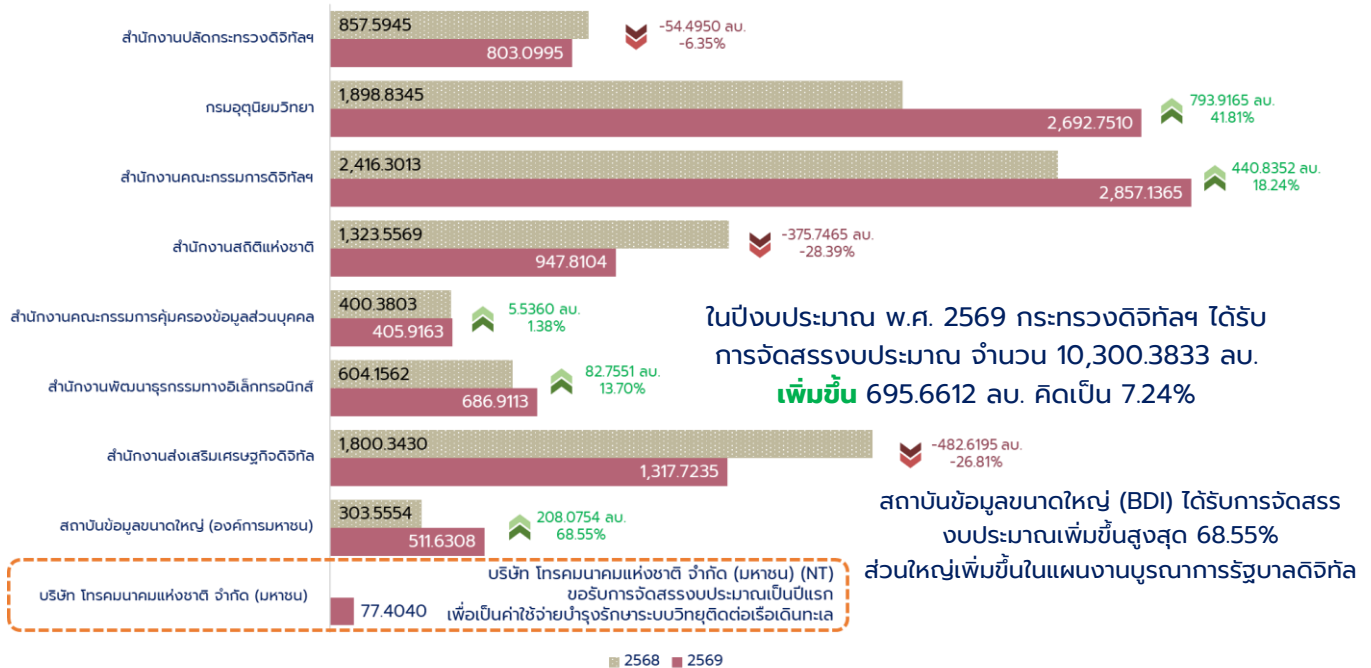 สำนักงานปลัดกระทรวงดิจิทัลฯ
857.5945
803.0995
-54.4950 ลบ.
-6.35%
กรมอุตุนิยมวิทยา
1,898.8345
2,692.7510
793.9165 ลบ.
41.81%
สำนักงานคณะกรรมการดิจิทัลฯ
2,416.3013
2,857.1365
440.8352 ลบ.
18.24%
สำนักงานสถิติแห่งชาติ
1,323.5569
947.8104
-375.7465 ลบ.
-28.39%
สำนักงานคณะกรรมการคุ้มครองข้อมูลส่วนบุคคล
400.3803
405.9163
5.5360 ลบ.
1.38%
ในปีงบประมาณ พ.ศ. 2569 กระทรวงดิจิทัลฯ ได้รับ
การจัดสรรงบประมาณ จำนวน 10,300.3833 ลบ.
เพิ่มขึ้น 695.6612 ลบ. คิดเป็น 7.24%
สำนักงานพัฒนาธุรกรรมทางอิเล็กทรอนิกส์
604.1562
686.9113
82.7551 ลบ.
13.70%
สำนักงานส่งเสริมเศรษฐกิจดิจิทัล
1,800.3430
1,317.7235
-482.6195 ลบ.
-26.81%
สถาบันข้อมูลขนาดใหญ่ (องค์การมหาชน)
303.5554
511.6308
208.0754 ลบ.
68.55%
สถาบันข้อมูลขนาดใหญ่ (BDI) ได้รับการจัดสรร
งบประมาณเพิ่มขึ้นสูงสุด 68.55%
ส่วนใหญ่เพิ่มขึ้นในแผนงานบูรณาการรัฐบาลดิจิทัล
บริษัท โทรคมนาคมแห่งชาติ จำกัด (มหาชน)
77.4040
บริษัท โทรคมนาคมแห่งชาติ จำกัด (มหาชน) (NT)
ขอรับการจัดสรรงบประมาณเป็นปีแรก
เพื่อเป็นค่าใช้จ่ายบำรุงรักษาระบบวิทยุติดต่อเรือเดินทะเล
2568 2569